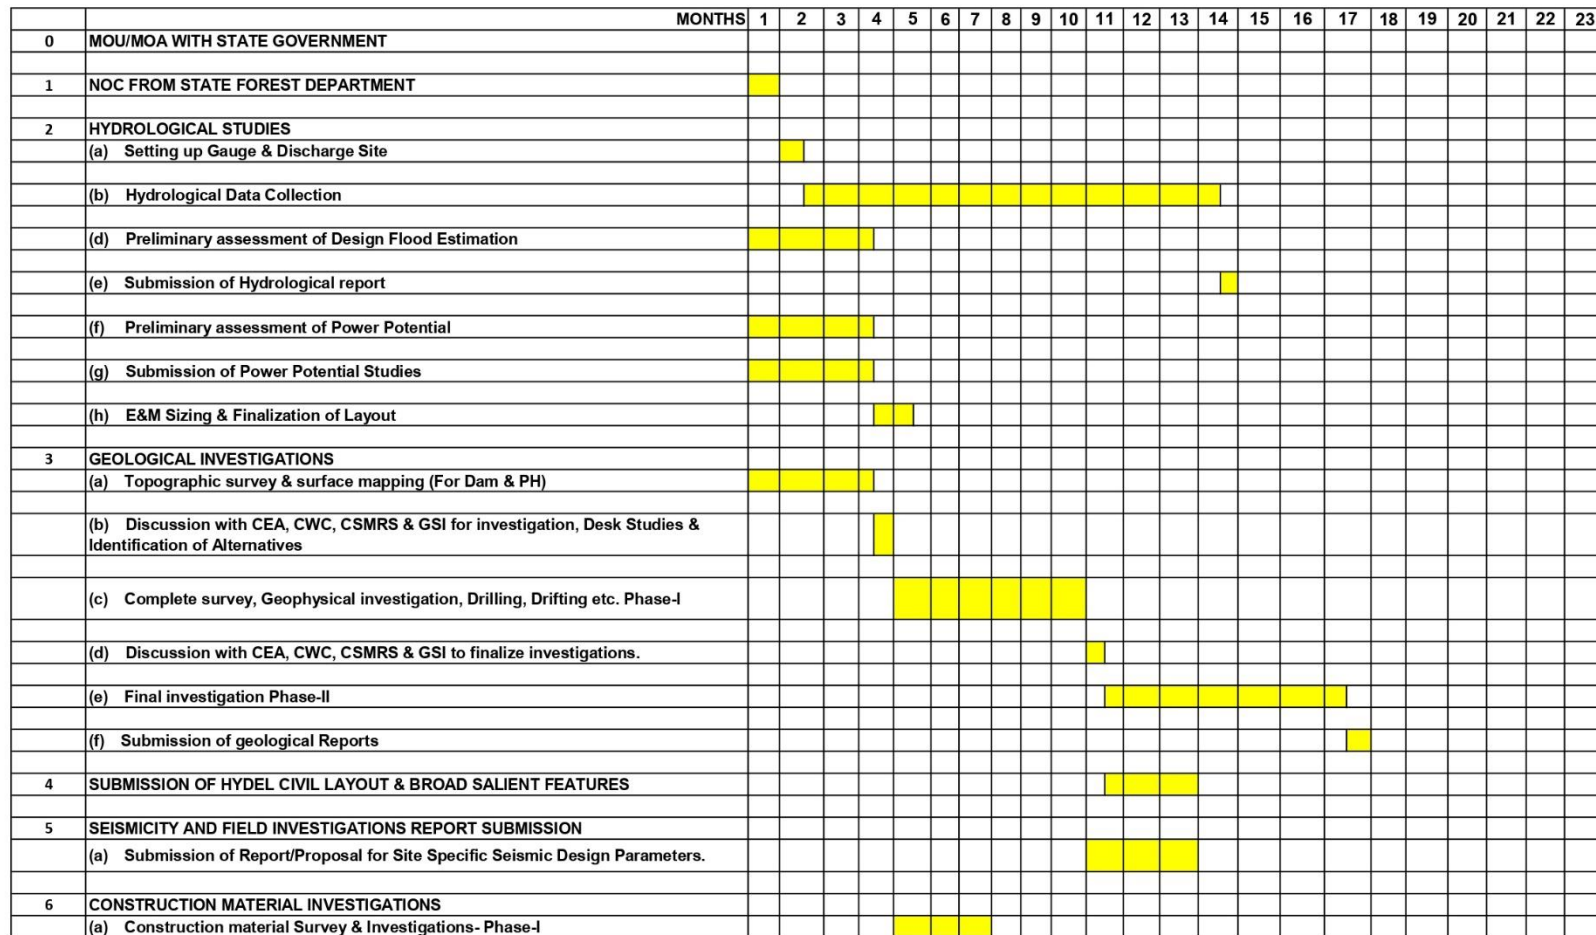 MONTHS 1 2 3 4 5 6 7 8 9 10 11 12 13 14 15 16 17 18 19 20 21 22 23
0 MOU/MOA WITH STATE GOVERNMENT
1 NOC FROM STATE FOREST DEPARTMENT
2 HYDROLOGICAL STUDIES
(a) Setting up Gauge & Discharge Site
(b) Hydrological Data Collection
(d) Preliminary assessment of Design Flood Estimation
(e) Submission of Hydrological report
(f) Preliminary assessment of Power Potential
(g) Submission of Power Potential Studies
(h) E&M Sizing & Finalization of Layout
3 GEOLOGICAL INVESTIGATIONS
(a) Topographic survey & surface mapping (For Dam & PH)
(b) Discussion with CEA, CWC, CSMRS & GSI for investigation, Desk Studies &
Identification of Alternatives
(c) Complete survey, Geophysical investigation, Drilling, Drifting etc. Phase-I
(d) Discussion with CEA, CWC, CSMRS & GSI to finalize investigations.
(e) Final investigation Phase-II
(f) Submission of geological Reports
4 SUBMISSION OF HYDEL CIVIL LAYOUT & BROAD SALIENT FEATURES
5 SEISMICITY AND FIELD INVESTIGATIONS REPORT SUBMISSION
(a) Submission of Report/Proposal for Site Specific Seismic Design Parameters.
6 CONSTRUCTION MATERIAL INVESTIGATIONS
(a) Construction material Survey & Investigations- Phase-I